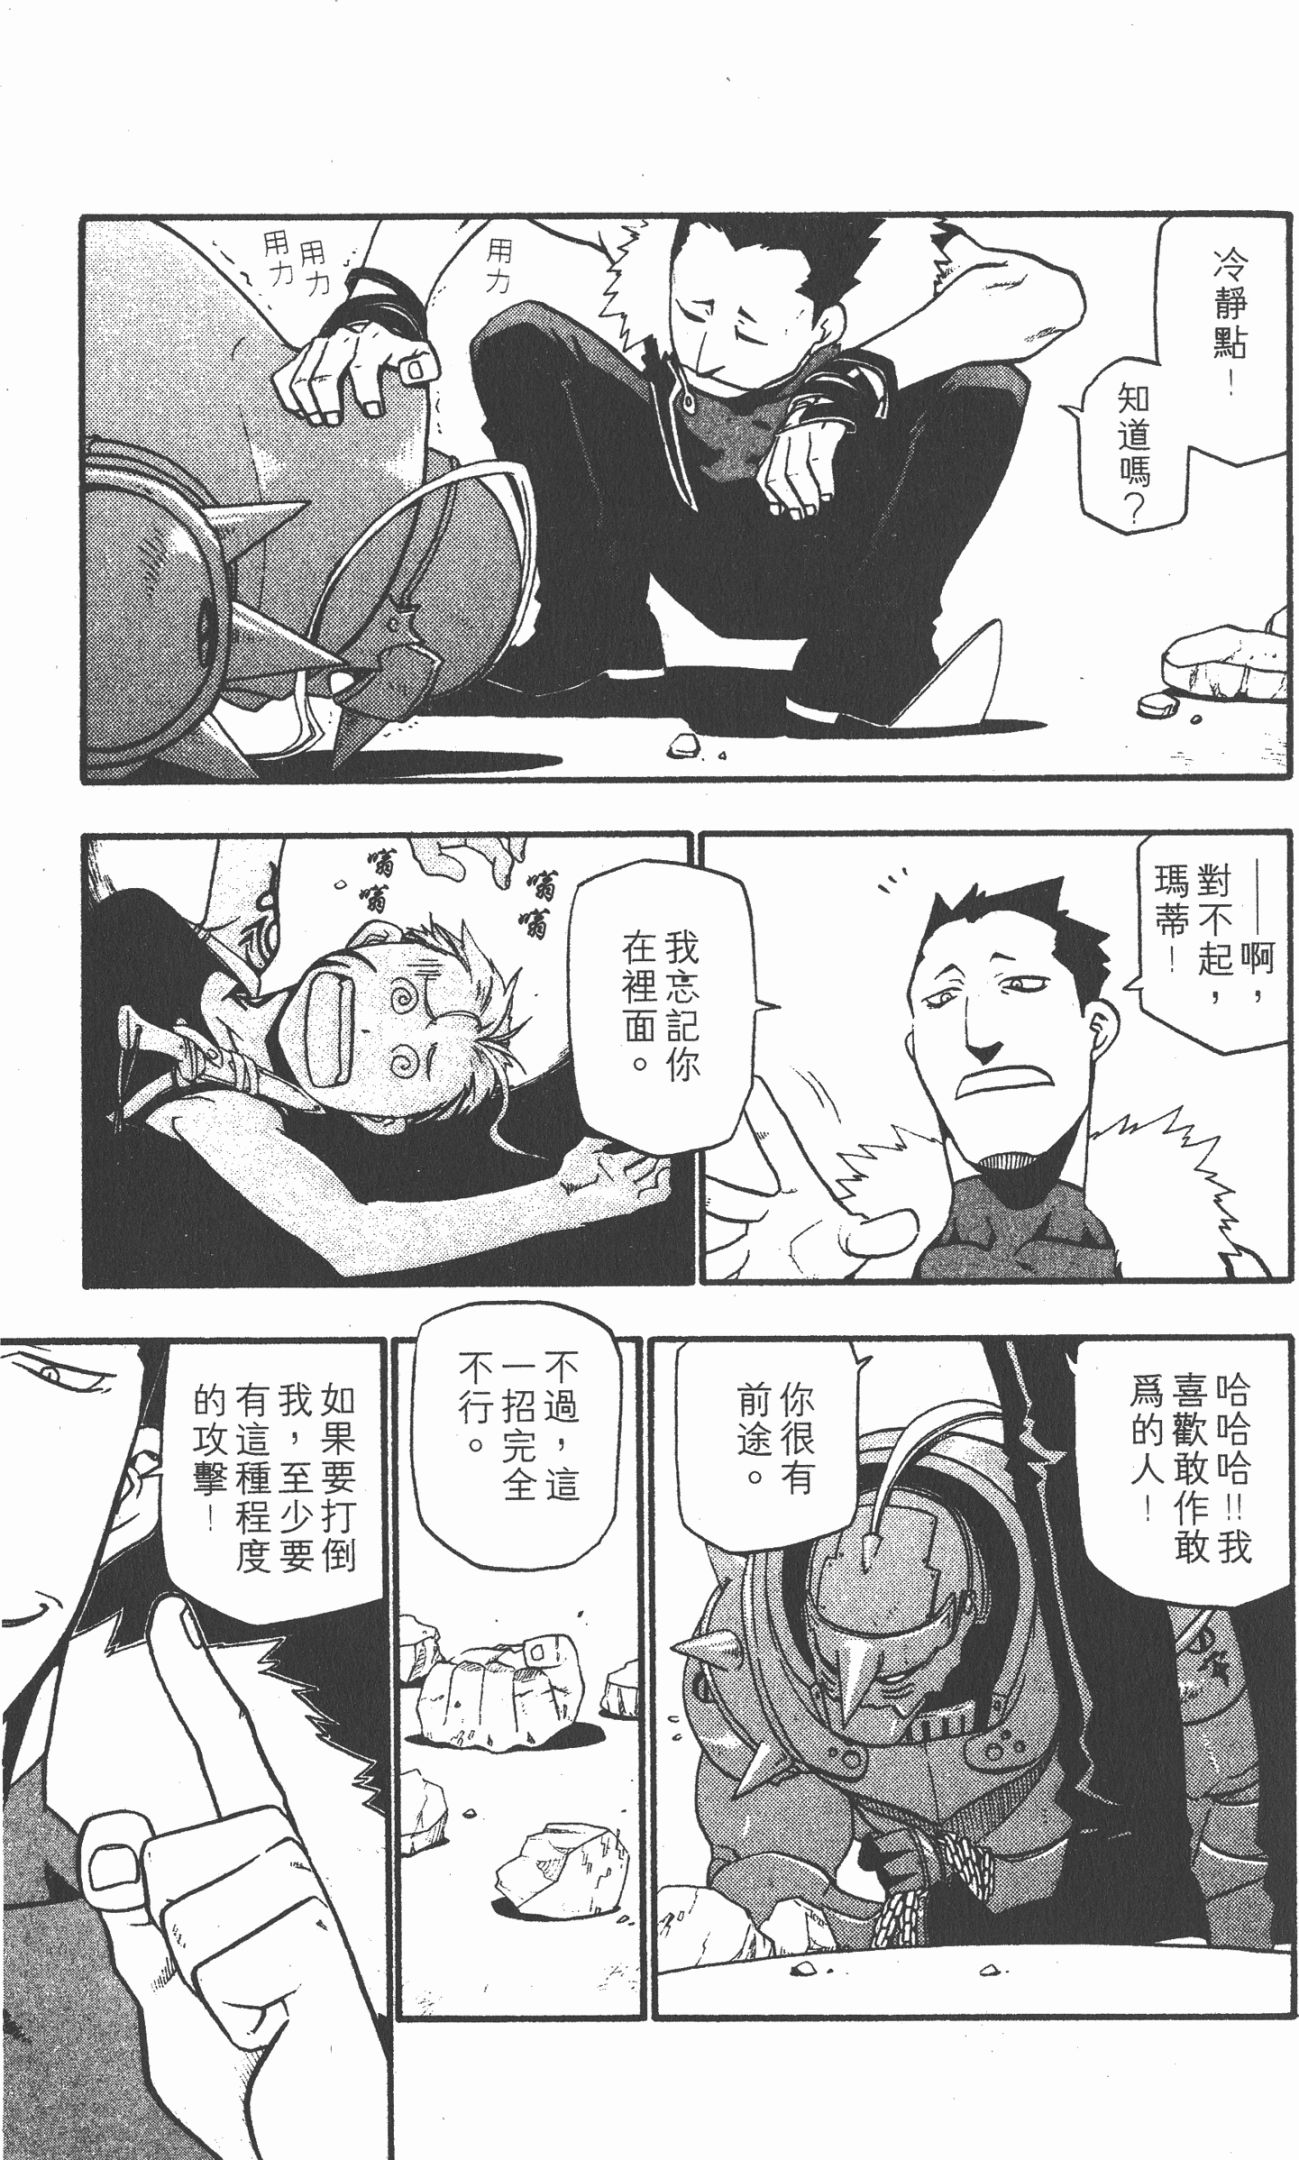 冷靜點！
知道嗎？
用力
用力
用力
——啊，
對不起，
瑪蒂！
我忘記你
在裡面。
嗡嗡
嗡嗡
哈哈哈!!我
喜歡敢作敢
爲的人！
你很有
前途。
不過，這
一招完全
不行。
如果要打倒
我，至少要
有這種程度
的攻擊！